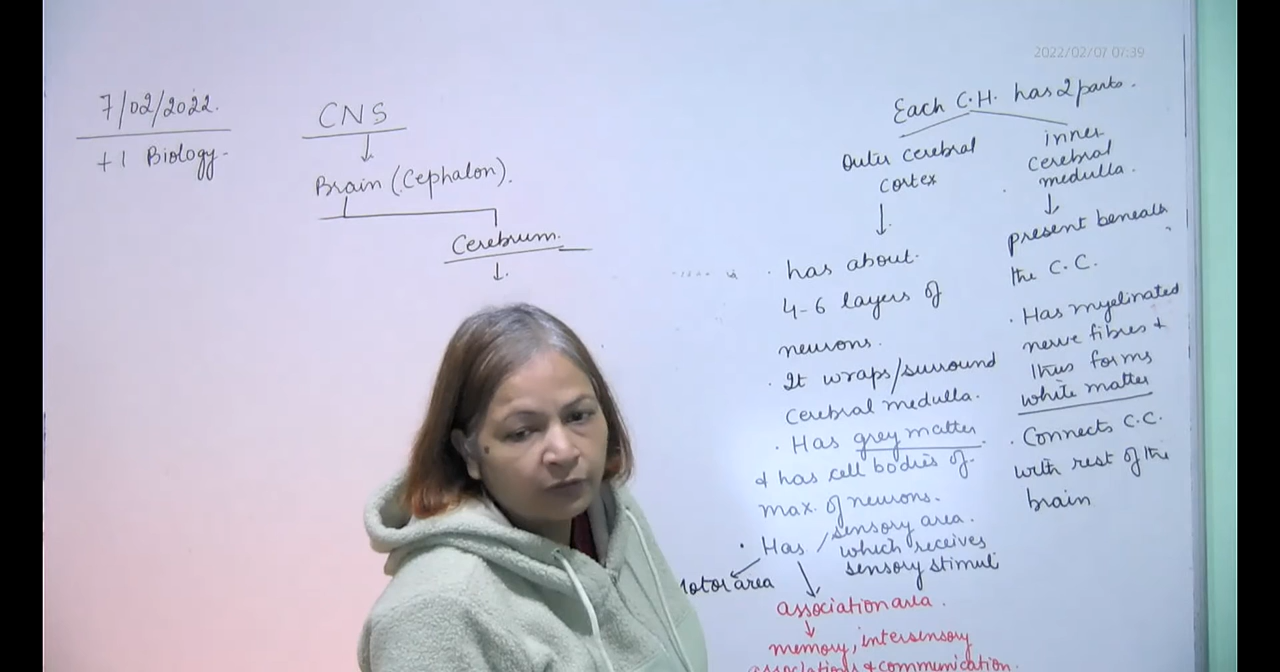 2022/02/07 07:39
7/02/2022.
+1 Biology-
CNS
Brain (Cephalon).
Cerebrum.
Each C.H. has 2 parts.
outer cerebral
cortex
has about.
4-6 layers of
neurons.
It wraps/surround
cerebral medulla.
Has grey matter
& has cell bodies of
max. of neurons.
Has
sensory area.
which receives
sensory stimuli
area
association area.
memory, intersensory
associations & communication.
inner
cerebral
medulla.
present beneath
the C.C.
Has myelinated
nerve fibres &
thus forms
white matter
Connects C.C.
with rest of the
brain